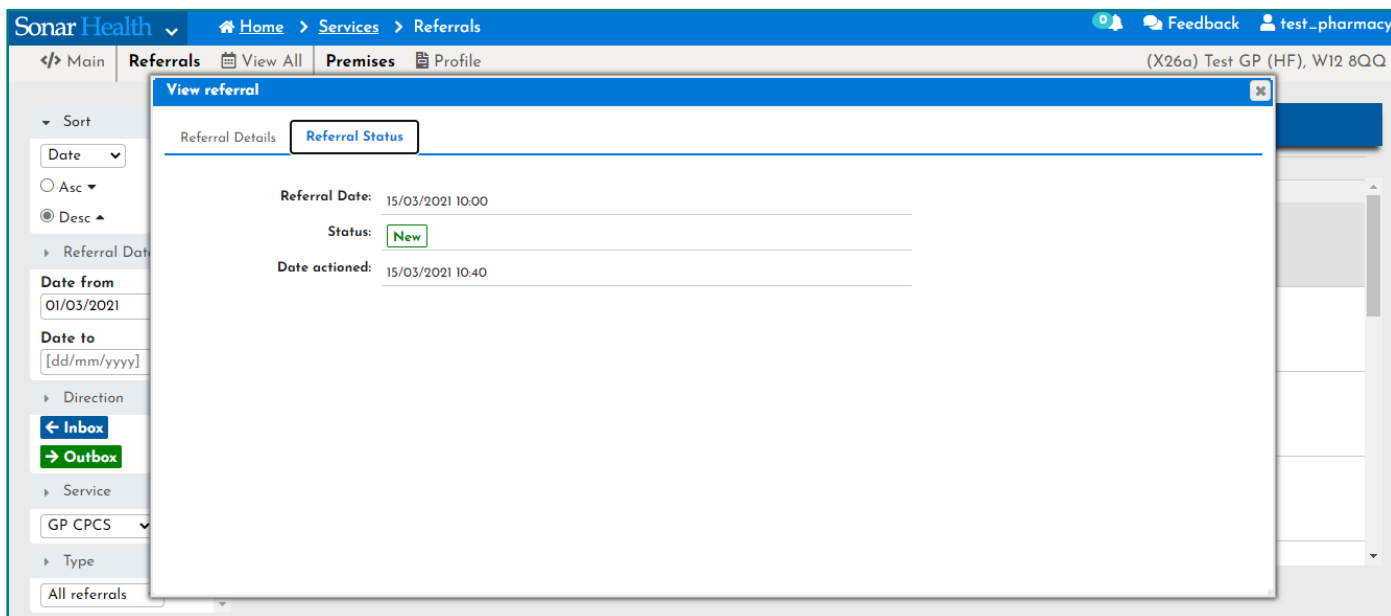 Sonar Health Home > Services > Referrals 0 Feedback test_pharmacy
</> Main Referrals View All Premises Profile (X26a) Test GP (HF), W12 8QQ
View referral
Sort
Referral Details Referral Status
Date
Asc
Desc
Referral Date: 15/03/2021 10:00
Status: New
Date actioned: 15/03/2021 10:40
Referral Date
Date from
01/03/2021
Date to
[dd/mm/yyyy]
Direction
← Inbox
→ Outbox
Service
GP CPCS
Type
All referrals